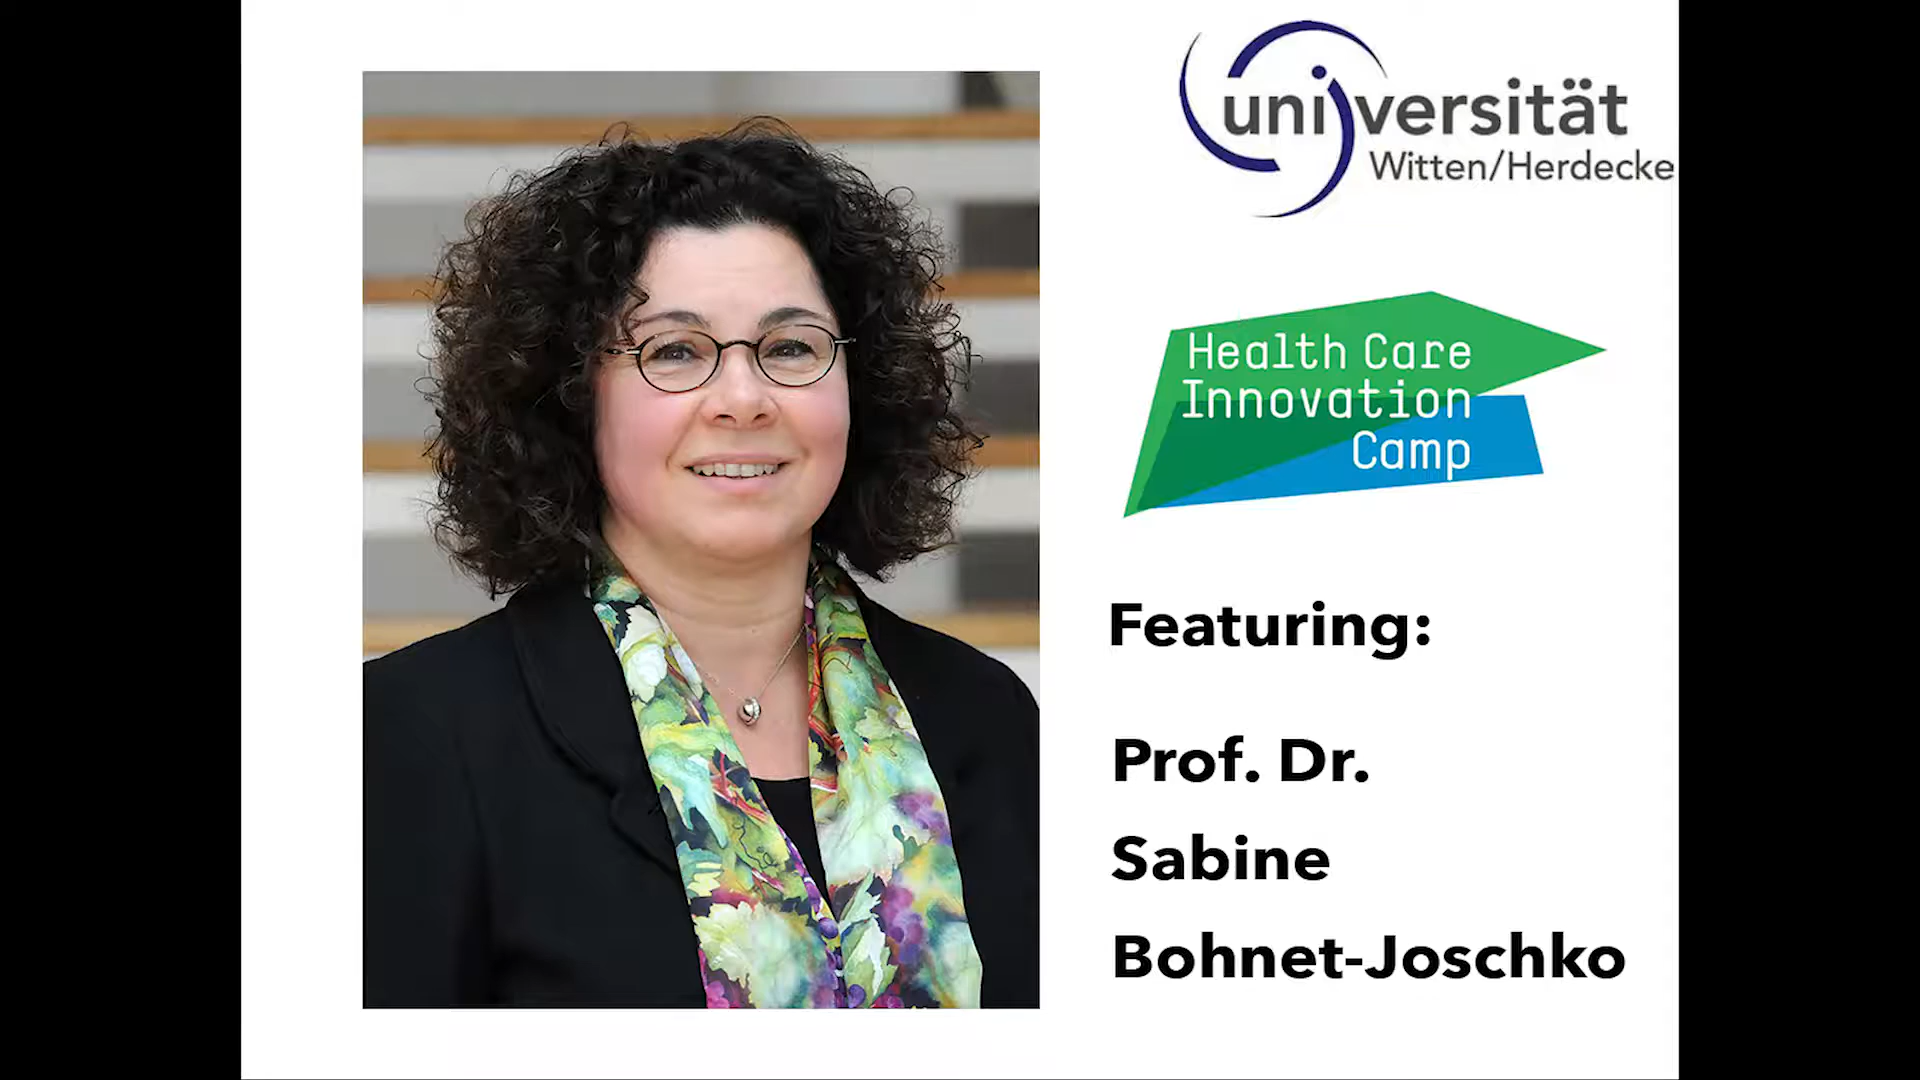 universität
Witten/Herdecke
Health Care
Innovation
Camp
Featuring:
Prof. Dr.
Sabine
Bohnet-Joschko